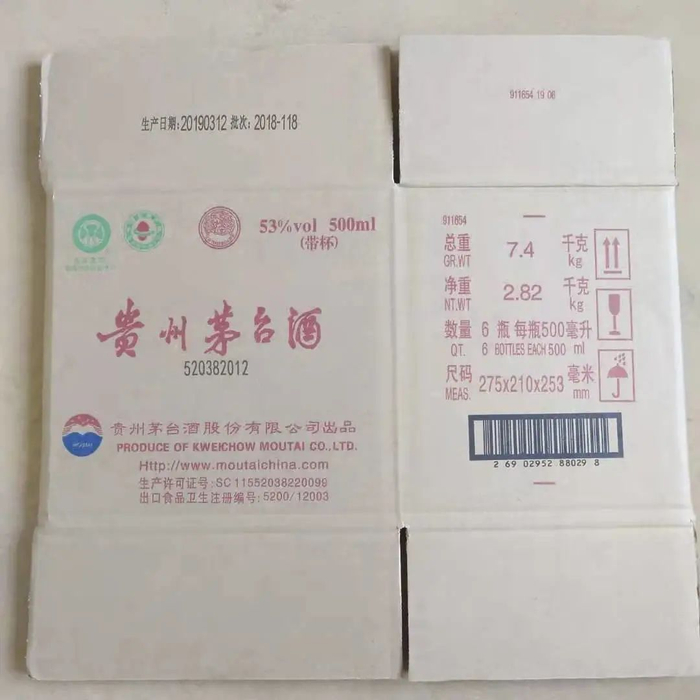 生产日期:20190312 批次: 2018-118
911654 19 06
53%vol 500ml
(带杯)
贵州茅台酒
520382012
贵州茅台酒股份有限公司出品
PRODUCE OF KWEICHOW MOUTAI CO.,LTD.
Http://www.moutaichina.com
生产许可证号: SC 11552038220099
出口食品卫生注册编号: 5200/12003
911654
总重 7.4 千克
GR.WT kg
净重 2.82 千克
NT.WT kg
数量 6 瓶 每瓶500毫升
QT. 6 BOTTLES EACH 500 ml
尺码 275x210x253 毫米
MEAS. mm
2 69 02952 88029 8